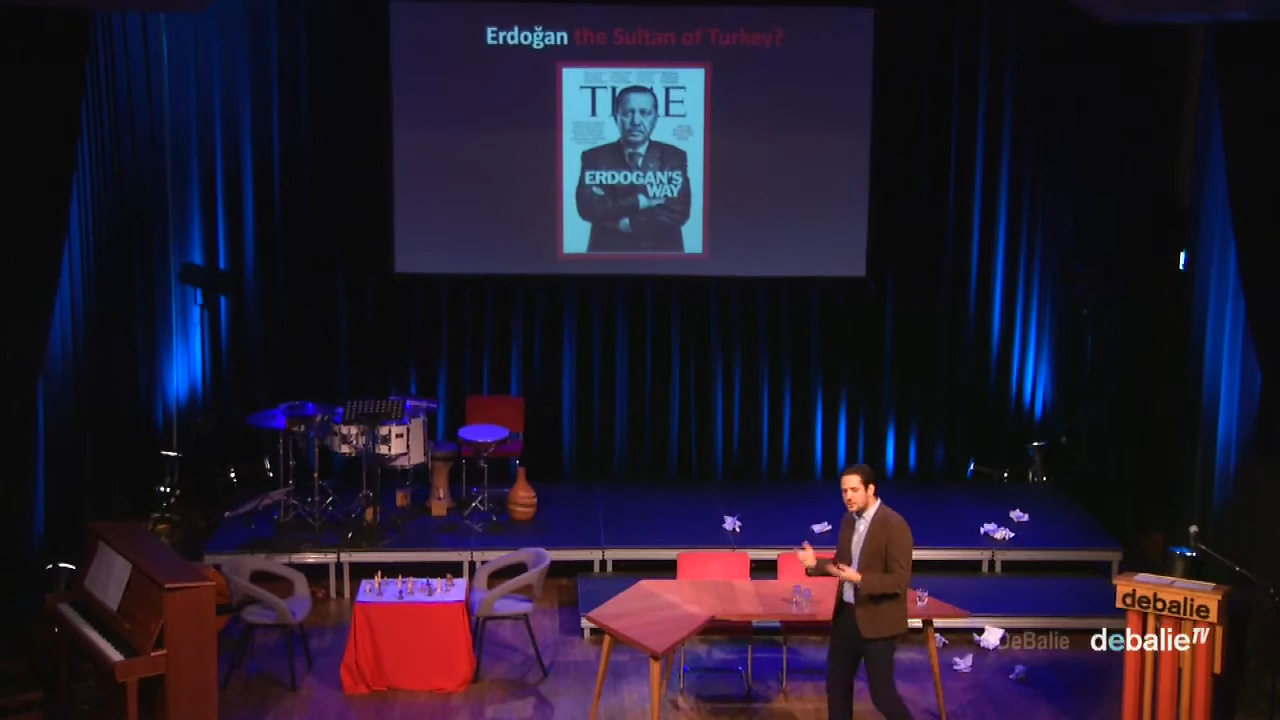 Erdoğan the Sultan of Turkey?
TIME
ERDOGAN'S
WAY
debalie
DeBalie
debalieTV